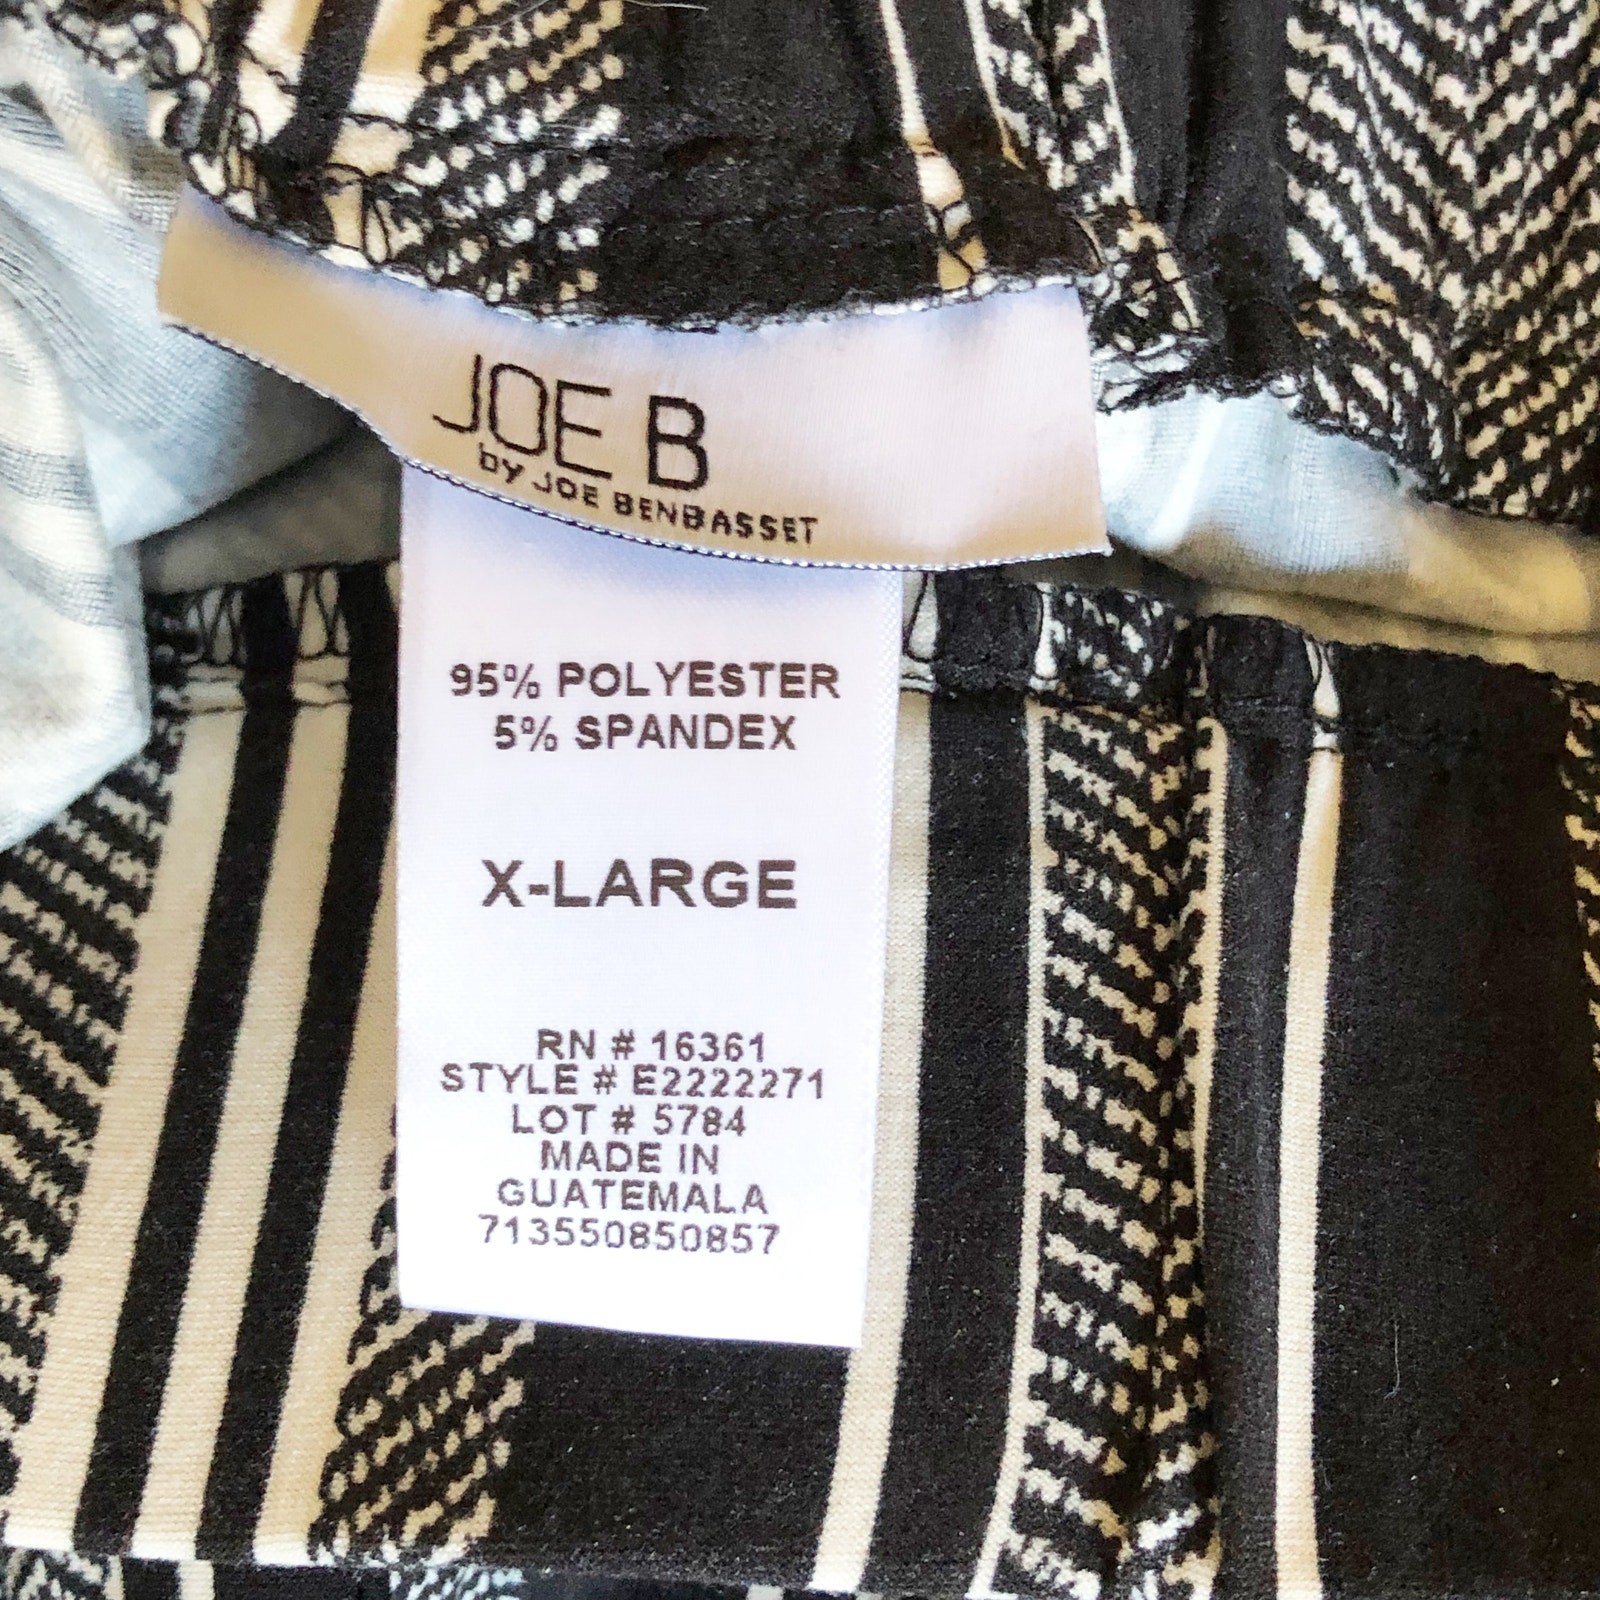 JOE B
by JOE BENBASSET
95% POLYESTER
5% SPANDEX
X-LARGE
RN # 16361
STYLE # E2222271
LOT # 5784
MADE IN
GUATEMALA
713550850857